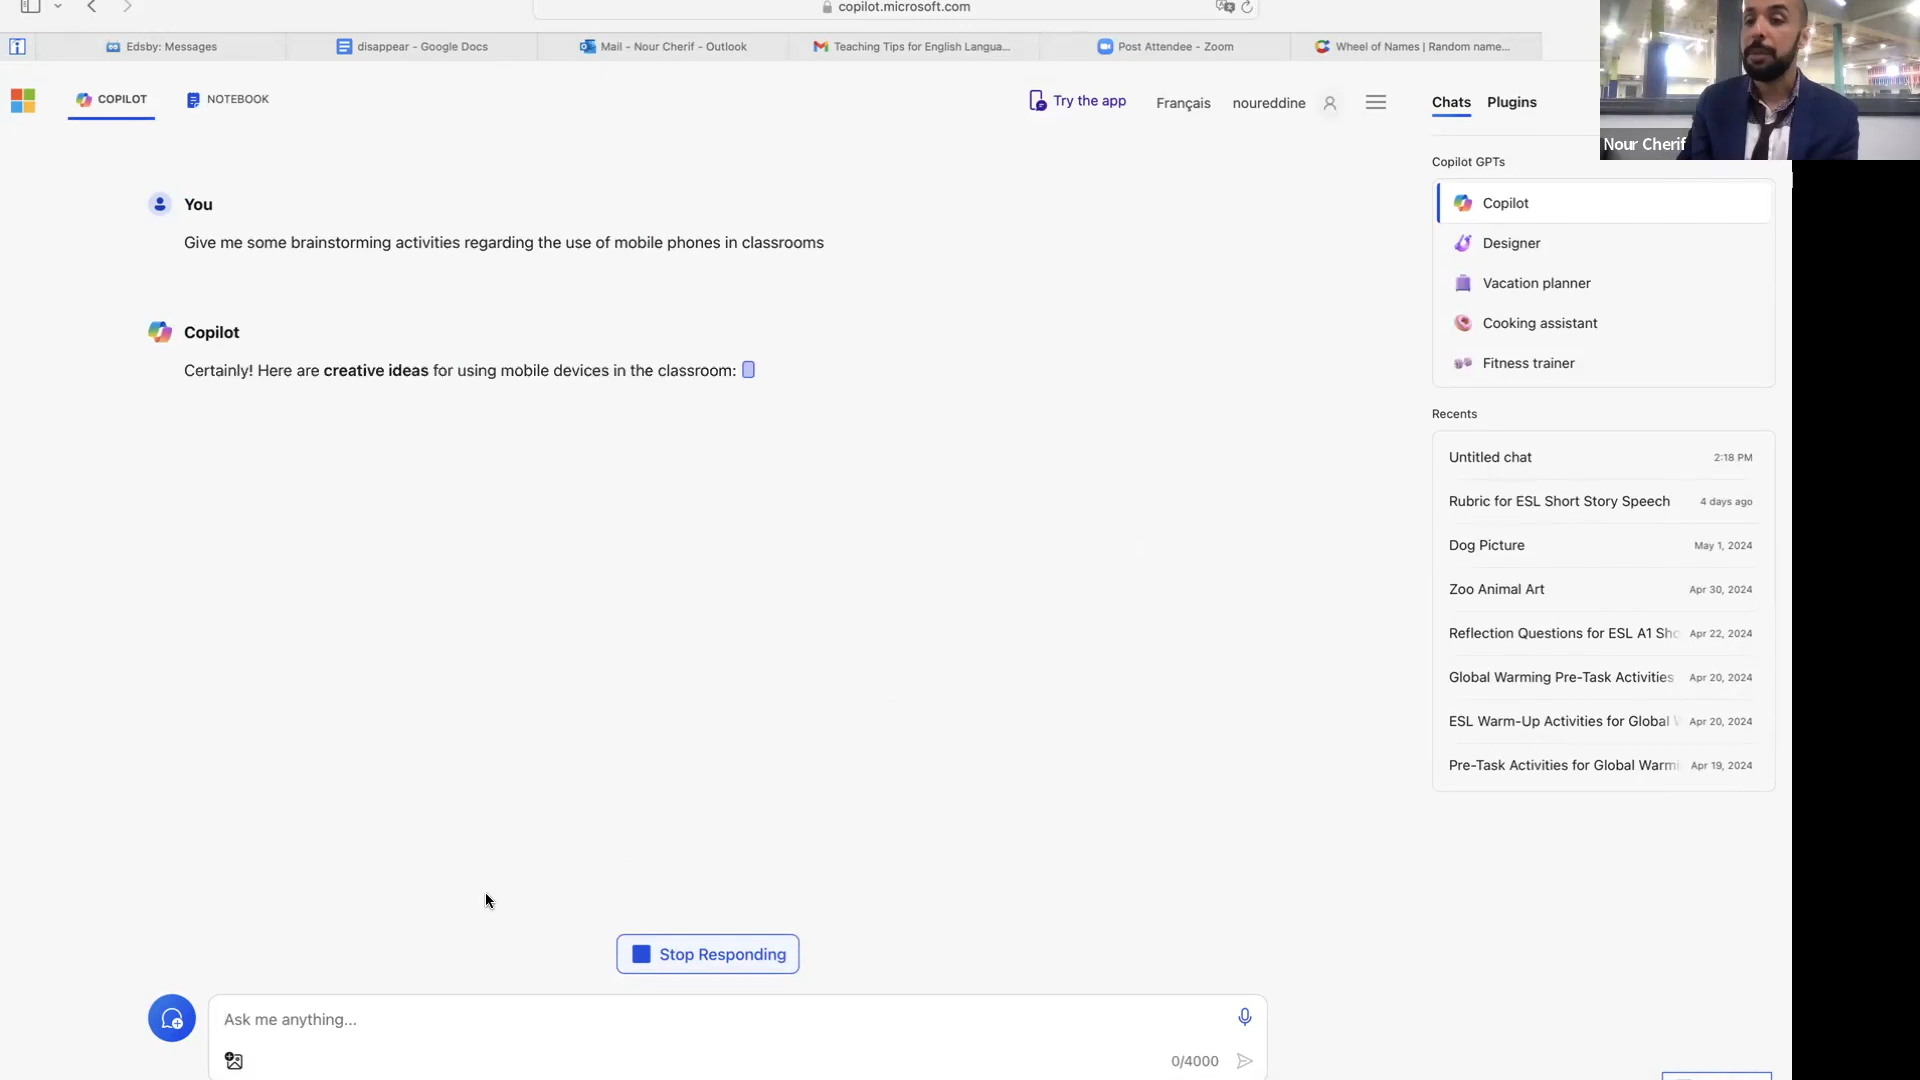 copilot.microsoft.com
Edsby: Messages
disappear - Google Docs
Mail - Nour Cherif - Outlook
Teaching Tips for English Langua...
Post Attendee - Zoom
Wheel of Names | Random name...
COPILOT
NOTEBOOK
Try the app
Français
noureddine
Chats
Plugins
Nour Cherif
Copilot GPTs
Copilot
Designer
Vacation planner
Cooking assistant
Fitness trainer
Recents
Untitled chat 2:18 PM
Rubric for ESL Short Story Speech 4 days ago
Dog Picture May 1, 2024
Zoo Animal Art Apr 30, 2024
Reflection Questions for ESL A1 Sho Apr 22, 2024
Global Warming Pre-Task Activities Apr 20, 2024
ESL Warm-Up Activities for Global W Apr 20, 2024
Pre-Task Activities for Global Warmi Apr 19, 2024
You
Give me some brainstorming activities regarding the use of mobile phones in classrooms
Copilot
Certainly! Here are creative ideas for using mobile devices in the classroom:
Stop Responding
Ask me anything...
0/4000